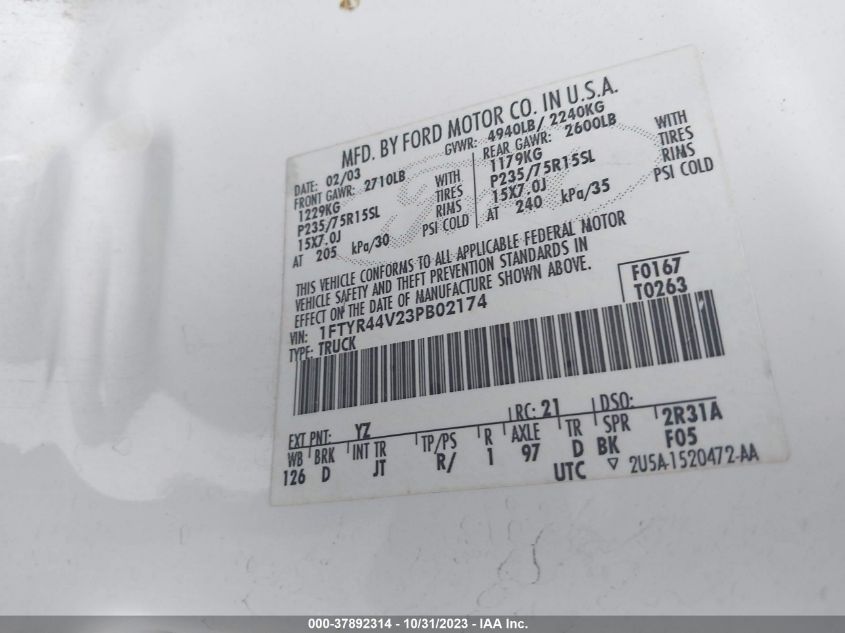 MFD. BY FORD MOTOR CO. IN U.S.A.
DATE: 02/03 GVWR: 4940LB/ 2240KG
FRONT GAWR: 2710LB REAR GAWR: 2600LB
1229KG WITH 1179KG WITH
P235/75R15SL TIRES P235/75R15SL TIRES
15X7.0J RIMS 15X7.0J RIMS
AT 205 kPa/30 PSI COLD AT 240 kPa/35 PSI COLD
THIS VEHICLE CONFORMS TO ALL APPLICABLE FEDERAL MOTOR
VEHICLE SAFETY AND THEFT PREVENTION STANDARDS IN
EFFECT ON THE DATE OF MANUFACTURE SHOWN ABOVE.
VIN: 1FTYR44V23PB02174 F0167
TYPE: TRUCK T0263
EXT PNT: YZ RC: 21 DSO:
WB BRK INT TR TP/PS R AXLE TR SPR 2R31A
126 D JT R/ 1 97 D BK F05
UTC ▽ 2U5A-1520472-AA
000-37892314 - 10/31/2023 - IAA Inc.